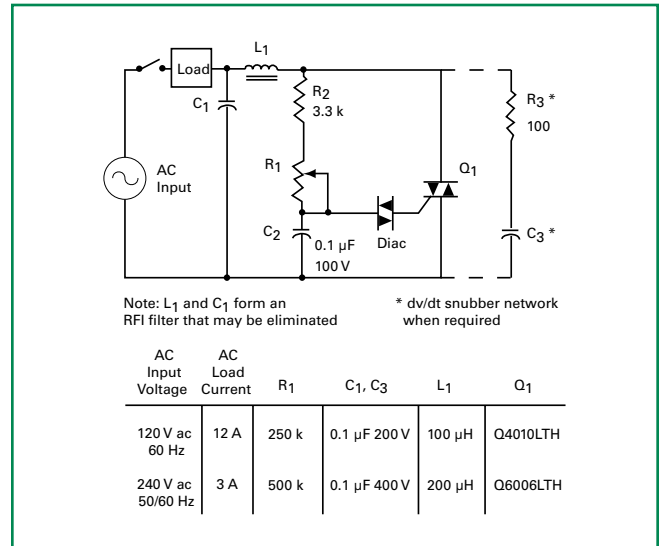 L1
Load
C1
R2
3.3 k
R3 *
100
AC
Input
R1
Q1
C2
0.1 µF
100 V
Diac
C3 *
Note: L1 and C1 form an
RFI filter that may be eliminated
* dv/dt snubber network
when required
AC
Input
Voltage
AC
Load
Current
R1
C1, C3
L1
Q1
120 V ac
60 Hz
12 A
250 k
0.1 µF 200 V
100 µH
Q4010LTH
240 V ac
50/60 Hz
3 A
500 k
0.1 µF 400 V
200 µH
Q6006LTH